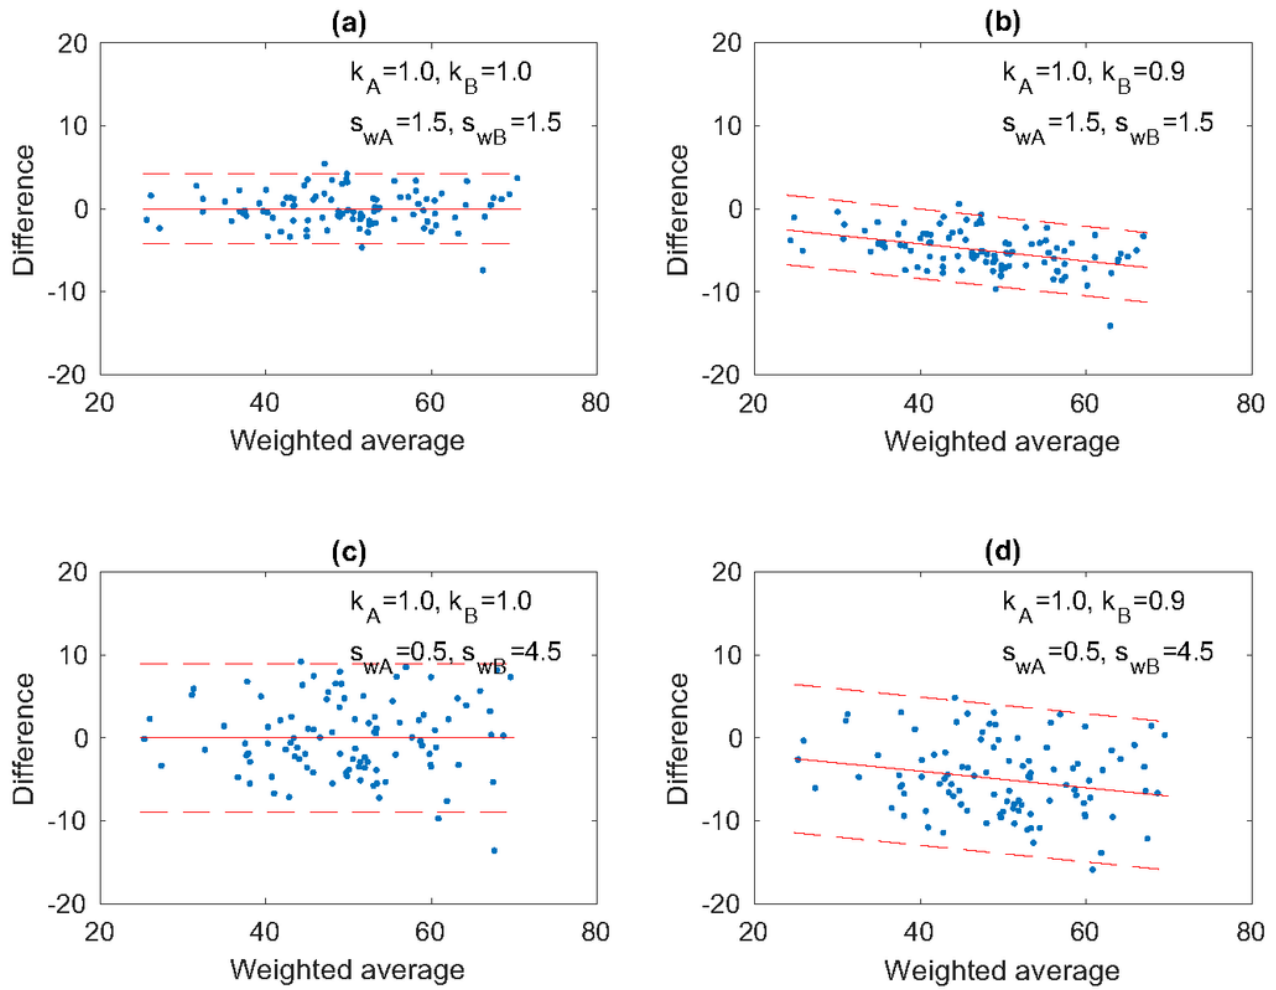 (a)
k_A=1.0, k_B=1.0
s_wA=1.5, s_wB=1.5
20
10
0
-10
-20
Difference
20 40 60 80
Weighted average
(b)
k_A=1.0, k_B=0.9
s_wA=1.5, s_wB=1.5
20
10
0
-10
-20
Difference
20 40 60 80
Weighted average
(c)
k_A=1.0, k_B=1.0
s_wA=0.5, s_wB=4.5
20
10
0
-10
-20
Difference
20 40 60 80
Weighted average
(d)
k_A=1.0, k_B=0.9
s_wA=0.5, s_wB=4.5
20
10
0
-10
-20
Difference
20 40 60 80
Weighted average